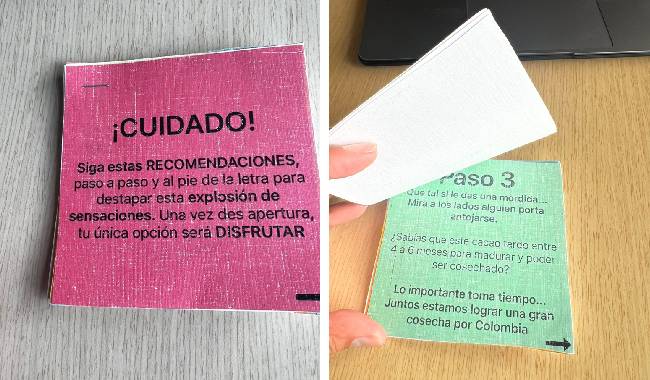 ¡CUIDADO!
Siga estas RECOMENDACIONES,
paso a paso y al pie de la letra para
destapar esta explosión de
sensaciones. Una vez des apertura,
tu única opción será DISFRUTAR
Paso 3
Que tal si le das una mordida...
Mira a los lados alguien porta
antojarse.
¿Sabias que este cacao tardo entre
4 a 6 meses para madurar y poder
ser cosechado?
Lo importante toma tiempo...
Juntos estamos lograr una gran
cosecha por Colombia